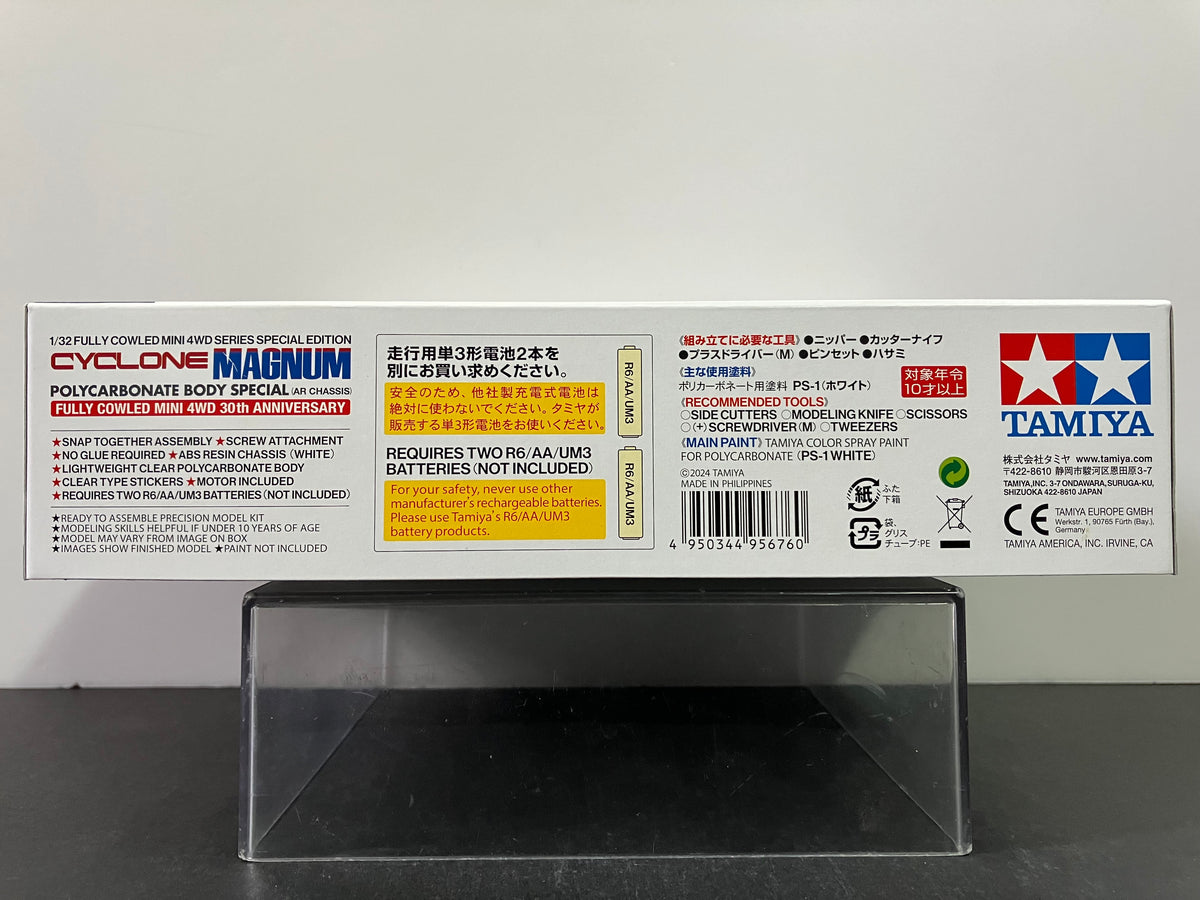 1/32 FULLY COWLED MINI 4WD SERIES SPECIAL EDITION
CYCLONE MAGNUM
POLYCARBONATE BODY SPECIAL (AR CHASSIS)
FULLY COWLED MINI 4WD 30th ANNIVERSARY
★SNAP TOGETHER ASSEMBLY ★SCREW ATTACHMENT
★NO GLUE REQUIRED ★ABS RESIN CHASSIS (WHITE)
★LIGHTWEIGHT CLEAR POLYCARBONATE BODY
★CLEAR TYPE STICKERS ★MOTOR INCLUDED
★REQUIRES TWO R6/AA/UM3 BATTERIES (NOT INCLUDED)
★READY TO ASSEMBLE PRECISION MODEL KIT
★MODELING SKILLS HELPFUL IF UNDER 10 YEARS OF AGE
★MODEL MAY VARY FROM IMAGE ON BOX
★IMAGES SHOW FINISHED MODEL ★PAINT NOT INCLUDED
走行用単3形電池2本を
別にお買い求めください。
安全のため、他社製充電式電池は
絶対に使わないでください。タミヤが
販売する単3形電池をお使いください。
R6/AA/UM3
REQUIRES TWO R6/AA/UM3
BATTERIES (NOT INCLUDED)
For your safety, never use other
manufacturer's rechargeable batteries.
Please use Tamiya's R6/AA/UM3
battery products.
R6/AA/UM3
《組み立てに必要な工具》●ニッパー ●カッターナイフ
●プラスドライバー(M) ●ピンセット ●ハサミ
《主な使用塗料》
ポリカーボネート用塗料 PS-1(ホワイト)
対象年令
10才以上
《RECOMMENDED TOOLS》
○SIDE CUTTERS ○MODELING KNIFE ○SCISSORS
○(+)SCREWDRIVER (M) ○TWEEZERS
《MAIN PAINT》TAMIYA COLOR SPRAY PAINT
FOR POLYCARBONATE (PS-1 WHITE)
©2024 TAMIYA
MADE IN PHILIPPINES
4 950344 956760
紙
ふた
下箱
プラ
袋、
グリス
チューブ:PE
TAMIYA
株式会社タミヤ www.tamiya.com
〒422-8610 静岡市駿河区恩田原3-7
TAMIYA,INC. 3-7 ONDAWARA, SURUGA-KU,
SHIZUOKA 422-8610 JAPAN
CE
TAMIYA EUROPE GMBH
Werkstr. 1, 90765 Fürth (Bay.),
Germany
TAMIYA AMERICA, INC. IRVINE, CA